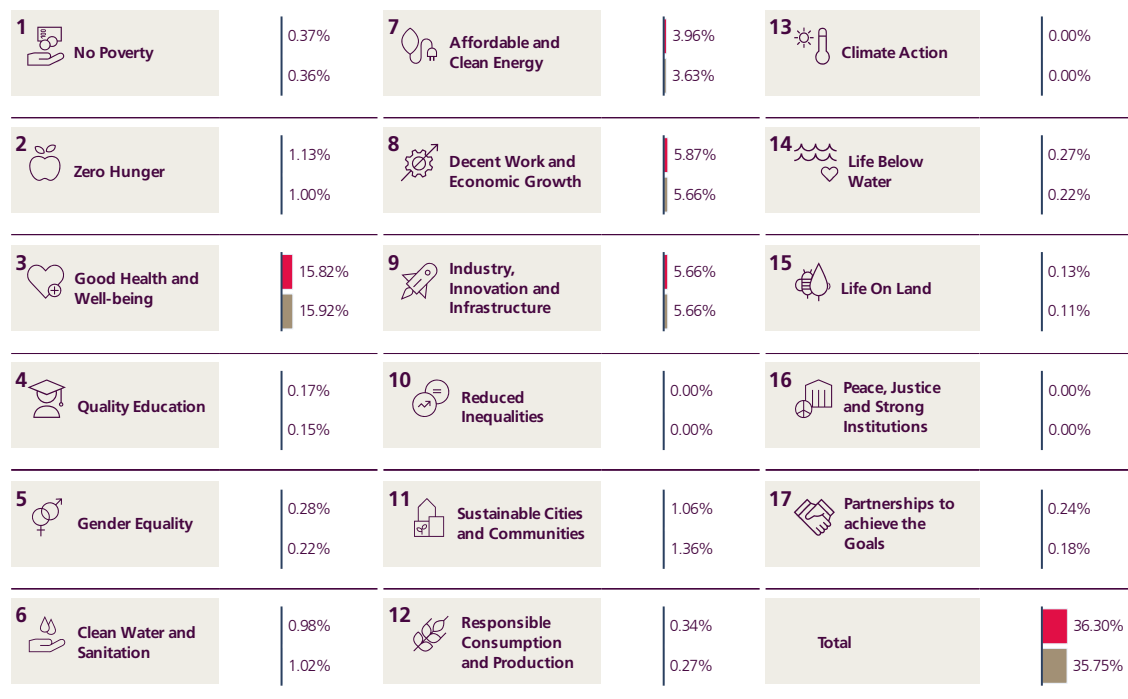 1
No Poverty
0.37%
0.36%
2
Zero Hunger
1.13%
1.00%
3
Good Health and
Well-being
15.82%
15.92%
4
Quality Education
0.17%
0.15%
5
Gender Equality
0.28%
0.22%
6
Clean Water and
Sanitation
0.98%
1.02%
7
Affordable and
Clean Energy
3.96%
3.63%
8
Decent Work and
Economic Growth
5.87%
5.66%
9
Industry,
Innovation and
Infrastructure
5.66%
5.66%
10
Reduced
Inequalities
0.00%
0.00%
11
Sustainable Cities
and Communities
1.06%
1.36%
12
Responsible
Consumption
and Production
0.34%
0.27%
13
Climate Action
0.00%
0.00%
14
Life Below
Water
0.27%
0.22%
15
Life On Land
0.13%
0.11%
16
Peace, Justice
and Strong
Institutions
0.00%
0.00%
17
Partnerships to
achieve the
Goals
0.24%
0.18%
Total
36.30%
35.75%